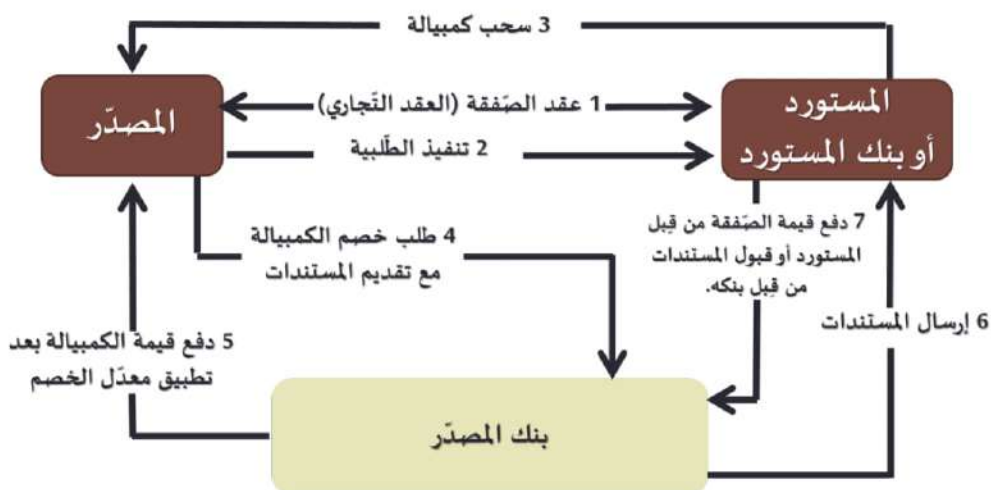 3 سحب كمبيالة
المصدّر
1 عقد الصّفقة (العقد التّجاري)
المستورد
أو بنك المستورد
2 تنفيذ الطّلبية
4 طلب خصم الكمبيالة
مع تقديم المستندات
7 دفع قيمة الصّفقة من قِبل
المستورد أو قبول المستندات
من قِبل بنكه.
5 دفع قيمة الكمبيالة بعد
تطبيق معدّل الخصم
6 إرسال المستندات
بنك المصدّر